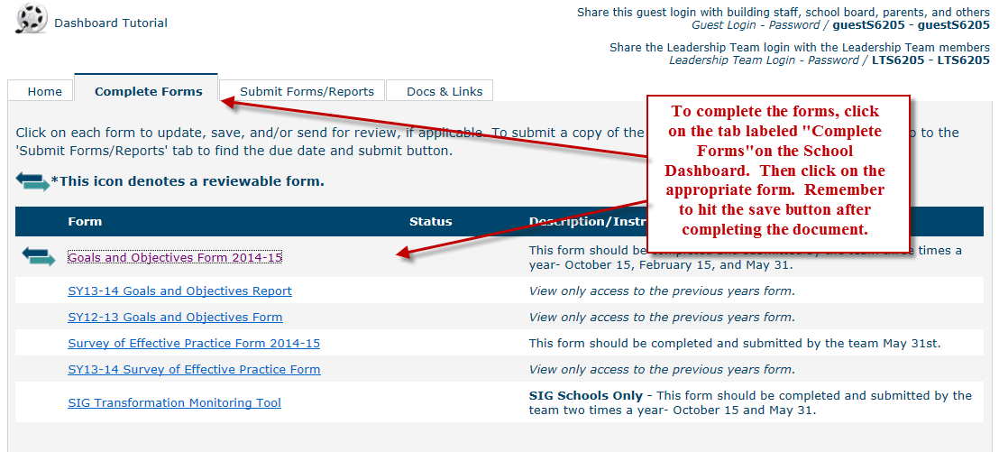 Dashboard Tutorial
Share this guest login with building staff, school board, parents, and others
Guest Login - Password / guestS6205 - guestS6205
Share the Leadership Team login with the Leadership Team members
Leadership Team Login - Password / LTS6205 - LTS6205
Home Complete Forms Submit Forms/Reports Docs & Links
Click on each form to update, save, and/or send for review, if applicable. To submit a copy of the to the
'Submit Forms/Reports' tab to find the due date and submit button.
To complete the forms, click
on the tab labeled "Complete
Forms"on the School
Dashboard. Then click on the
appropriate form. Remember
to hit the save button after
completing the document.
*This icon denotes a reviewable form.
Form Status
Goals and Objectives Form 2014-15 This form should be completed and submitted by the team three times a
year- October 15, February 15, and May 31.
SY13-14 Goals and Objectives Report View only access to the previous years form.
SY12-13 Goals and Objectives Form View only access to the previous years form.
Survey of Effective Practice Form 2014-15 This form should be completed and submitted by the team May 31st.
SY13-14 Survey of Effective Practice Form View only access to the previous years form.
SIG Transformation Monitoring Tool SIG Schools Only - This form should be completed and submitted by the
team two times a year- October 15 and May 31.